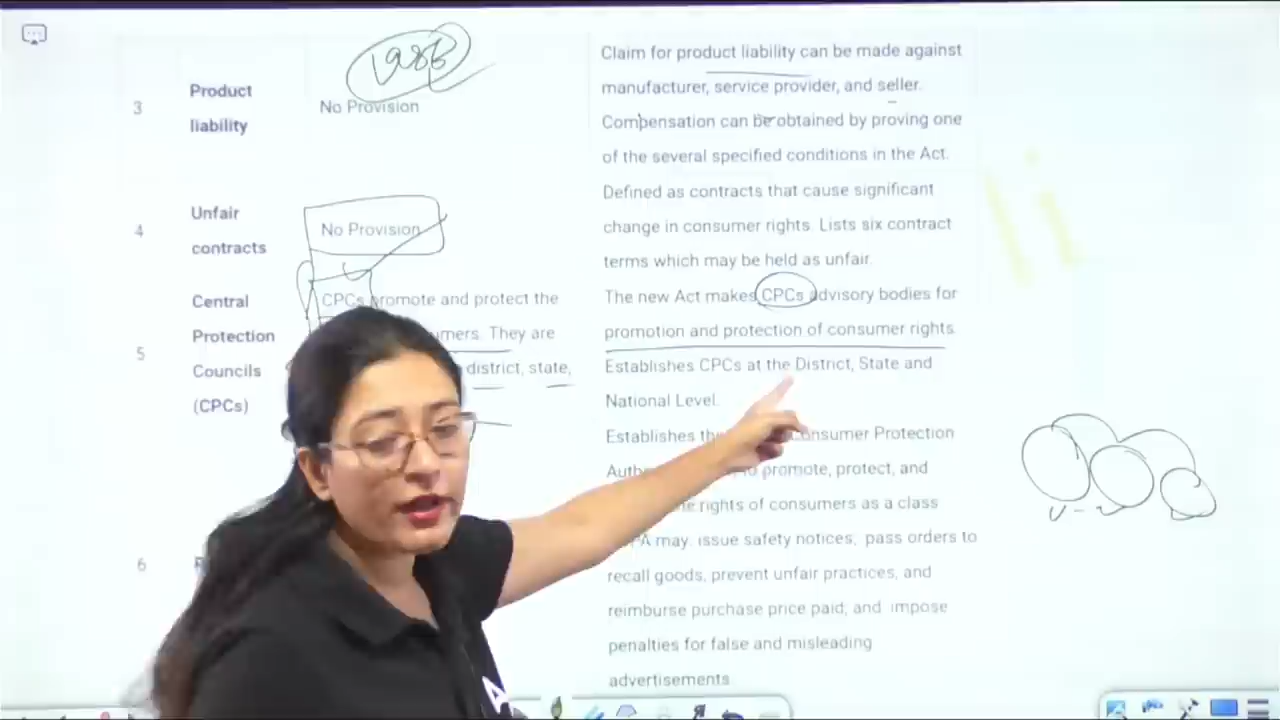 1986
Claim for product liability can be made against
Product
manufacturer, service provider, and seller.
3
No Provision
liability
Compensation can be obtained by proving one
of the several specified conditions in the Act.
Defined as contracts that cause significant
Unfair
4
No Provision
change in consumer rights. Lists six contract
contracts
terms which may be held as unfair.
Central
CPCs promote and protect the
The new Act makes CPCs advisory bodies for
Protection
They are
promotion and protection of consumer rights.
5
Councils
district, state,
Establishes CPCs at the District, State and
(CPCs)
National Level.
Establishes Consumer Protection
to promote, protect, and
rights of consumers as a class
6
may: issue safety notices; pass orders to
recall goods, prevent unfair practices, and
reimburse purchase price paid; and impose
penalties for false and misleading
advertisements